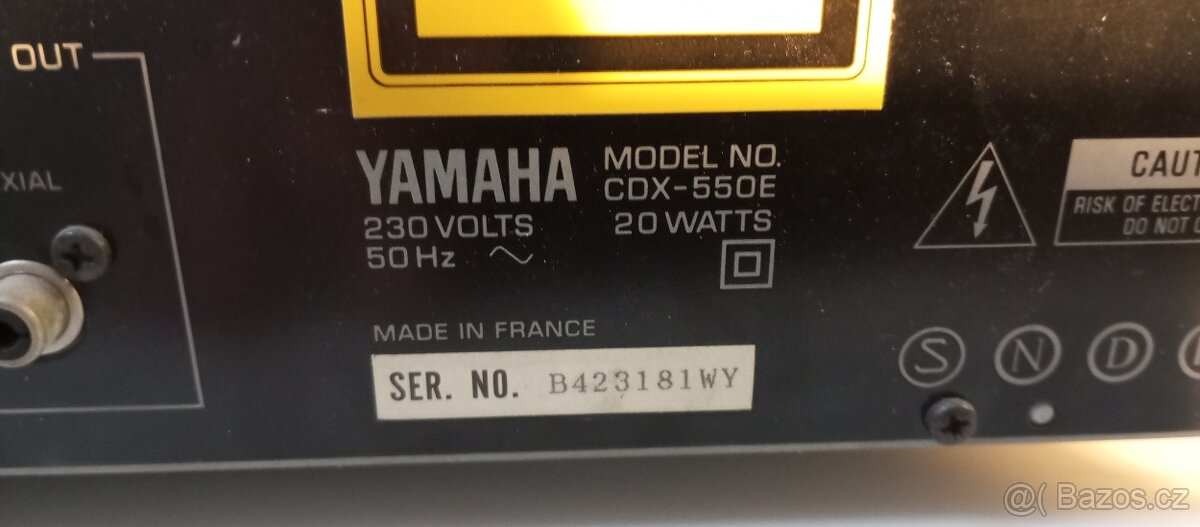 OUT
XIAL
YAMAHA
MODEL NO.
CDX-550E
230 VOLTS
20 WATTS
50 Hz
MADE IN FRANCE
SER. NO. B423181WY
CAUT
RISK OF ELECT
DO NOT O
S N D
@( Bazos.cz